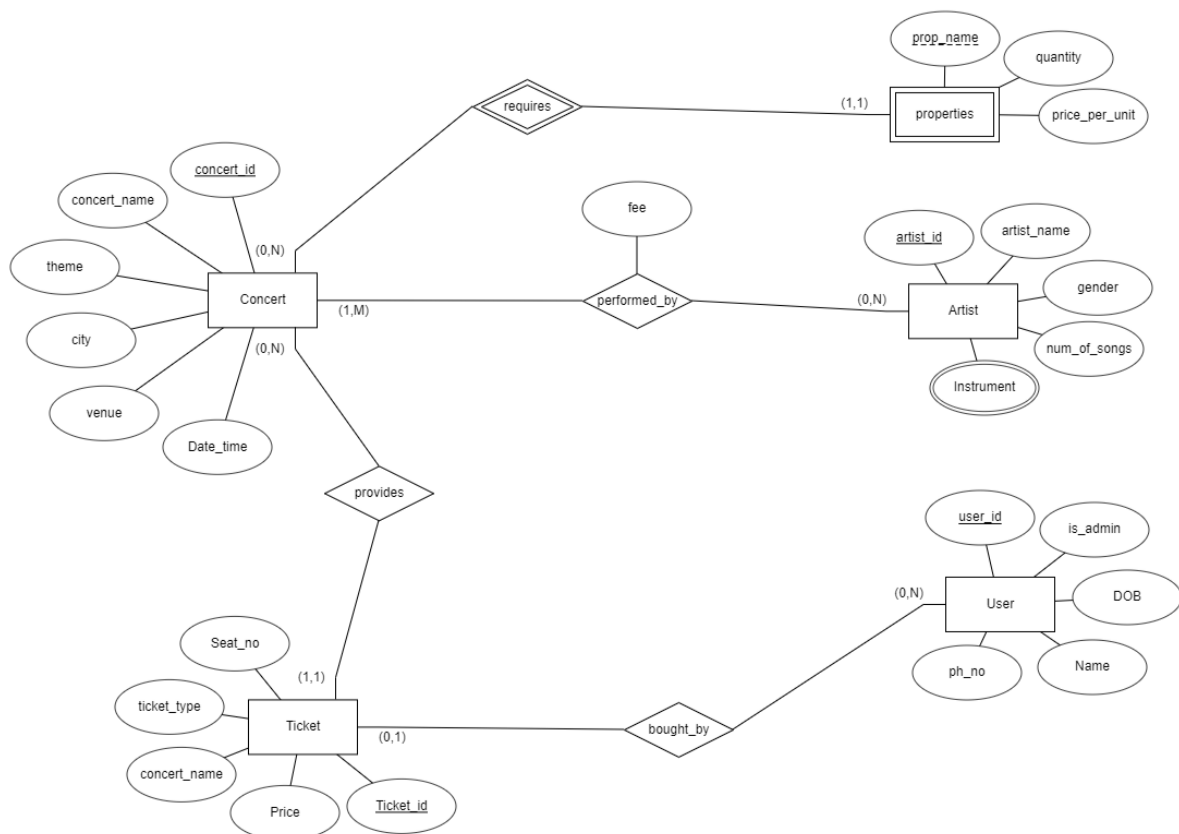 prop_name
quantity
requires
(1,1)
properties
price_per_unit
concert_id
concert_name
fee
artist_id
artist_name
(0,N)
theme
gender
Concert
(1,M)
performed_by
(0,N)
Artist
city
(0,N)
num_of_songs
Instrument
venue
Date_time
provides
user_id
is_admin
(0,N)
User
DOB
Seat_no
ph_no
Name
(1,1)
ticket_type
Ticket
(0,1)
bought_by
concert_name
Price
Ticket_id